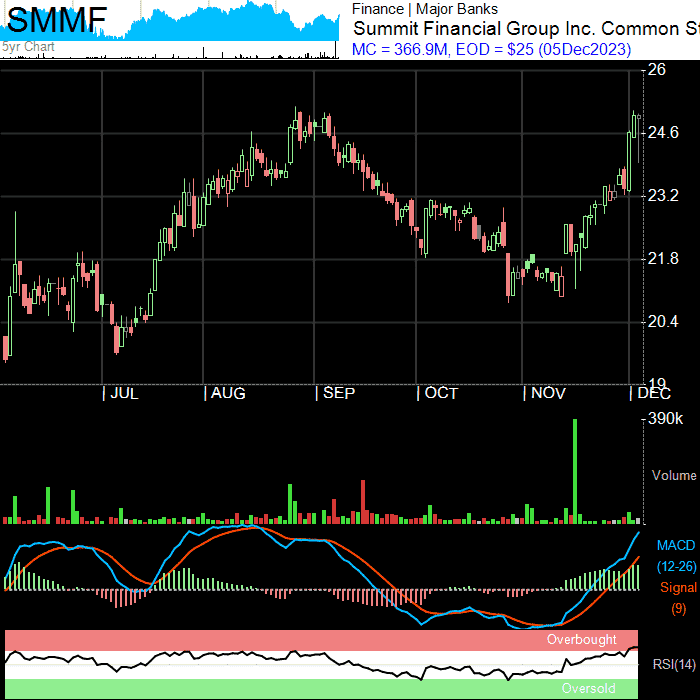 SMMF
5yr Chart
Finance | Major Banks
Summit Financial Group Inc. Common St
MC = 366.9M, EOD = $25 (05Dec2023)
26
24.6
23.2
21.8
20.4
19
JUL AUG SEP OCT NOV DEC
390k
Volume
MACD
(12-26)
Signal
(9)
Overbought
RSI(14)
Oversold